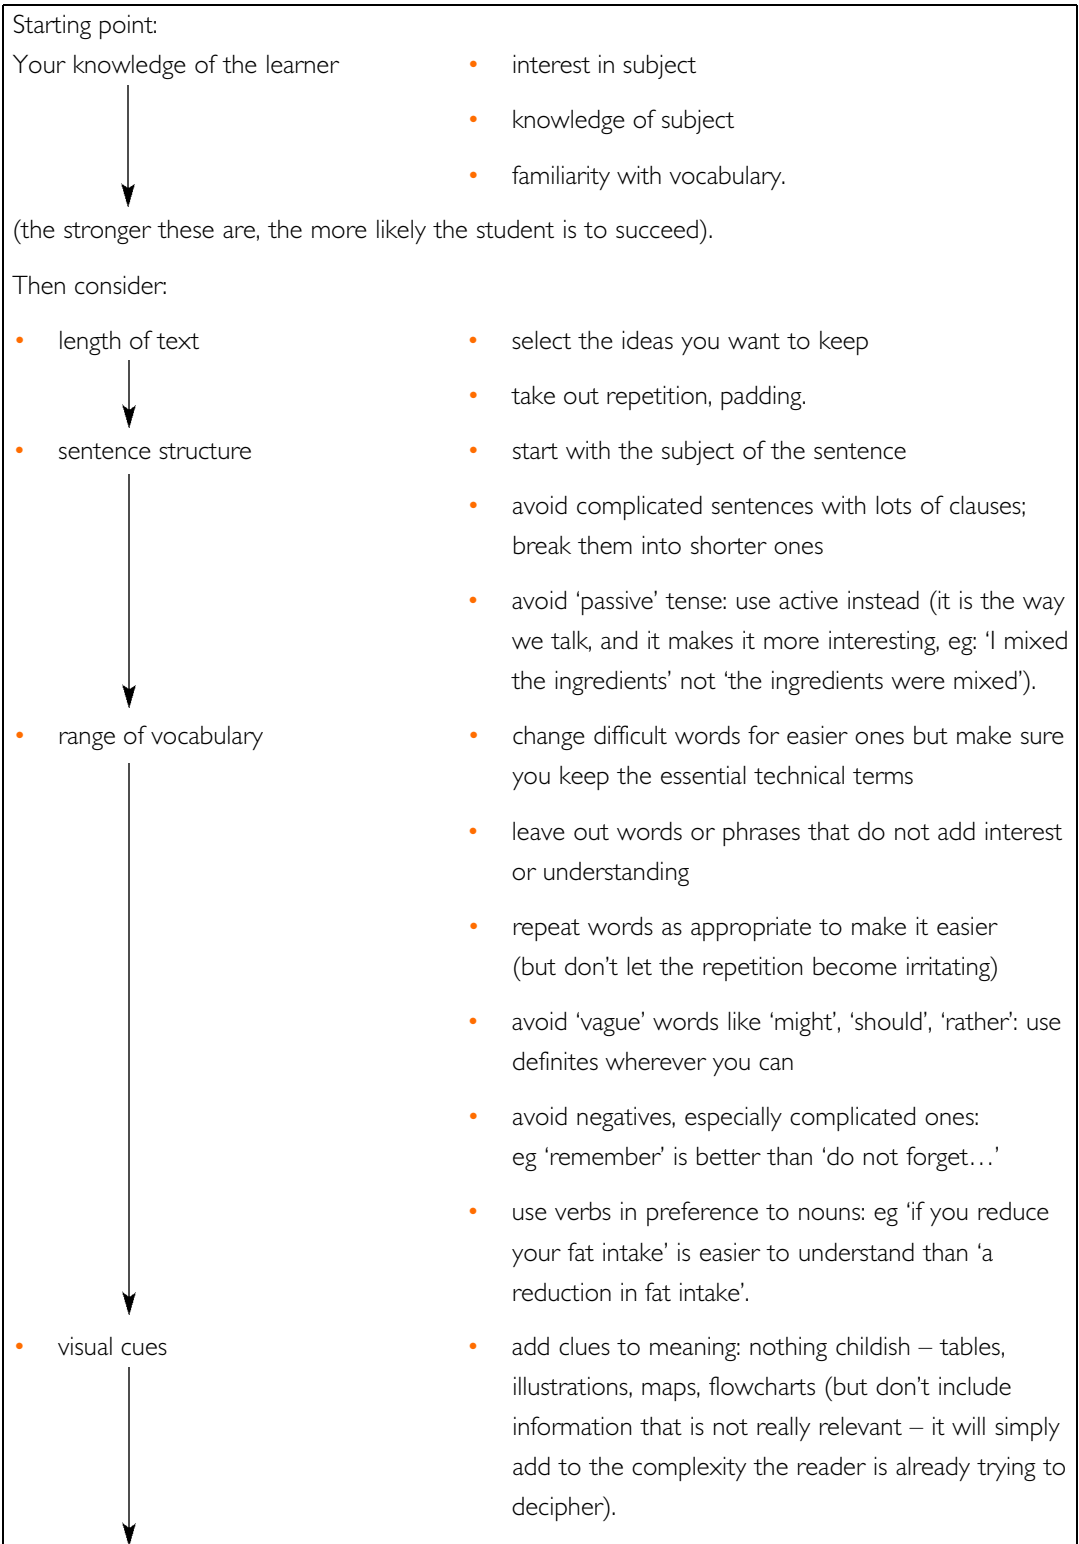 Starting point:
Your knowledge of the learner
• interest in subject
• knowledge of subject
• familiarity with vocabulary.
(the stronger these are, the more likely the student is to succeed).
Then consider:
• length of text
• select the ideas you want to keep
• take out repetition, padding.
• sentence structure
• start with the subject of the sentence
• avoid complicated sentences with lots of clauses;
break them into shorter ones
• avoid ‘passive’ tense: use active instead (it is the way
we talk, and it makes it more interesting, eg: ‘I mixed
the ingredients’ not ‘the ingredients were mixed’).
• range of vocabulary
• change difficult words for easier ones but make sure
you keep the essential technical terms
• leave out words or phrases that do not add interest
or understanding
• repeat words as appropriate to make it easier
(but don’t let the repetition become irritating)
• avoid ‘vague’ words like ‘might’, ‘should’, ‘rather’: use
definites wherever you can
• avoid negatives, especially complicated ones:
eg ‘remember’ is better than ‘do not forget…’
• use verbs in preference to nouns: eg ‘if you reduce
your fat intake’ is easier to understand than ‘a
reduction in fat intake’.
• visual cues
• add clues to meaning: nothing childish – tables,
illustrations, maps, flowcharts (but don’t include
information that is not really relevant – it will simply
add to the complexity the reader is already trying to
decipher).